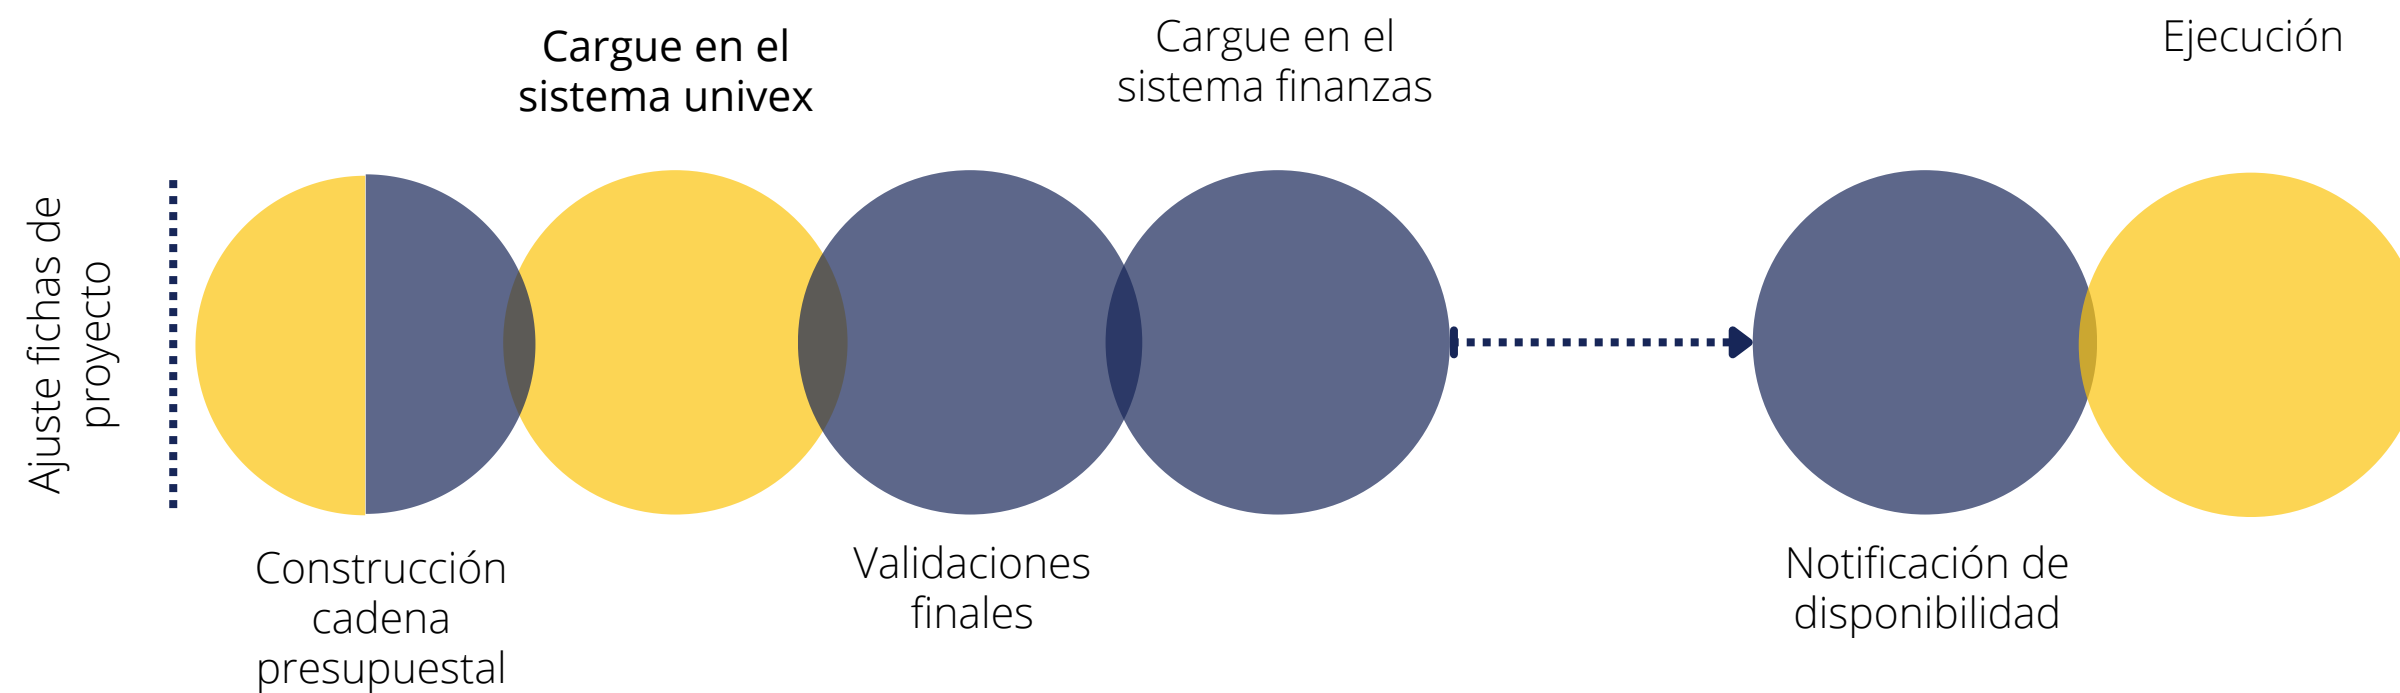 Ajuste fichas de
proyecto
Construcción
cadena
presupuestal
Cargue en el
sistema univex
Validaciones
finales
Cargue en el
sistema finanzas
Notificación de
disponibilidad
Ejecución